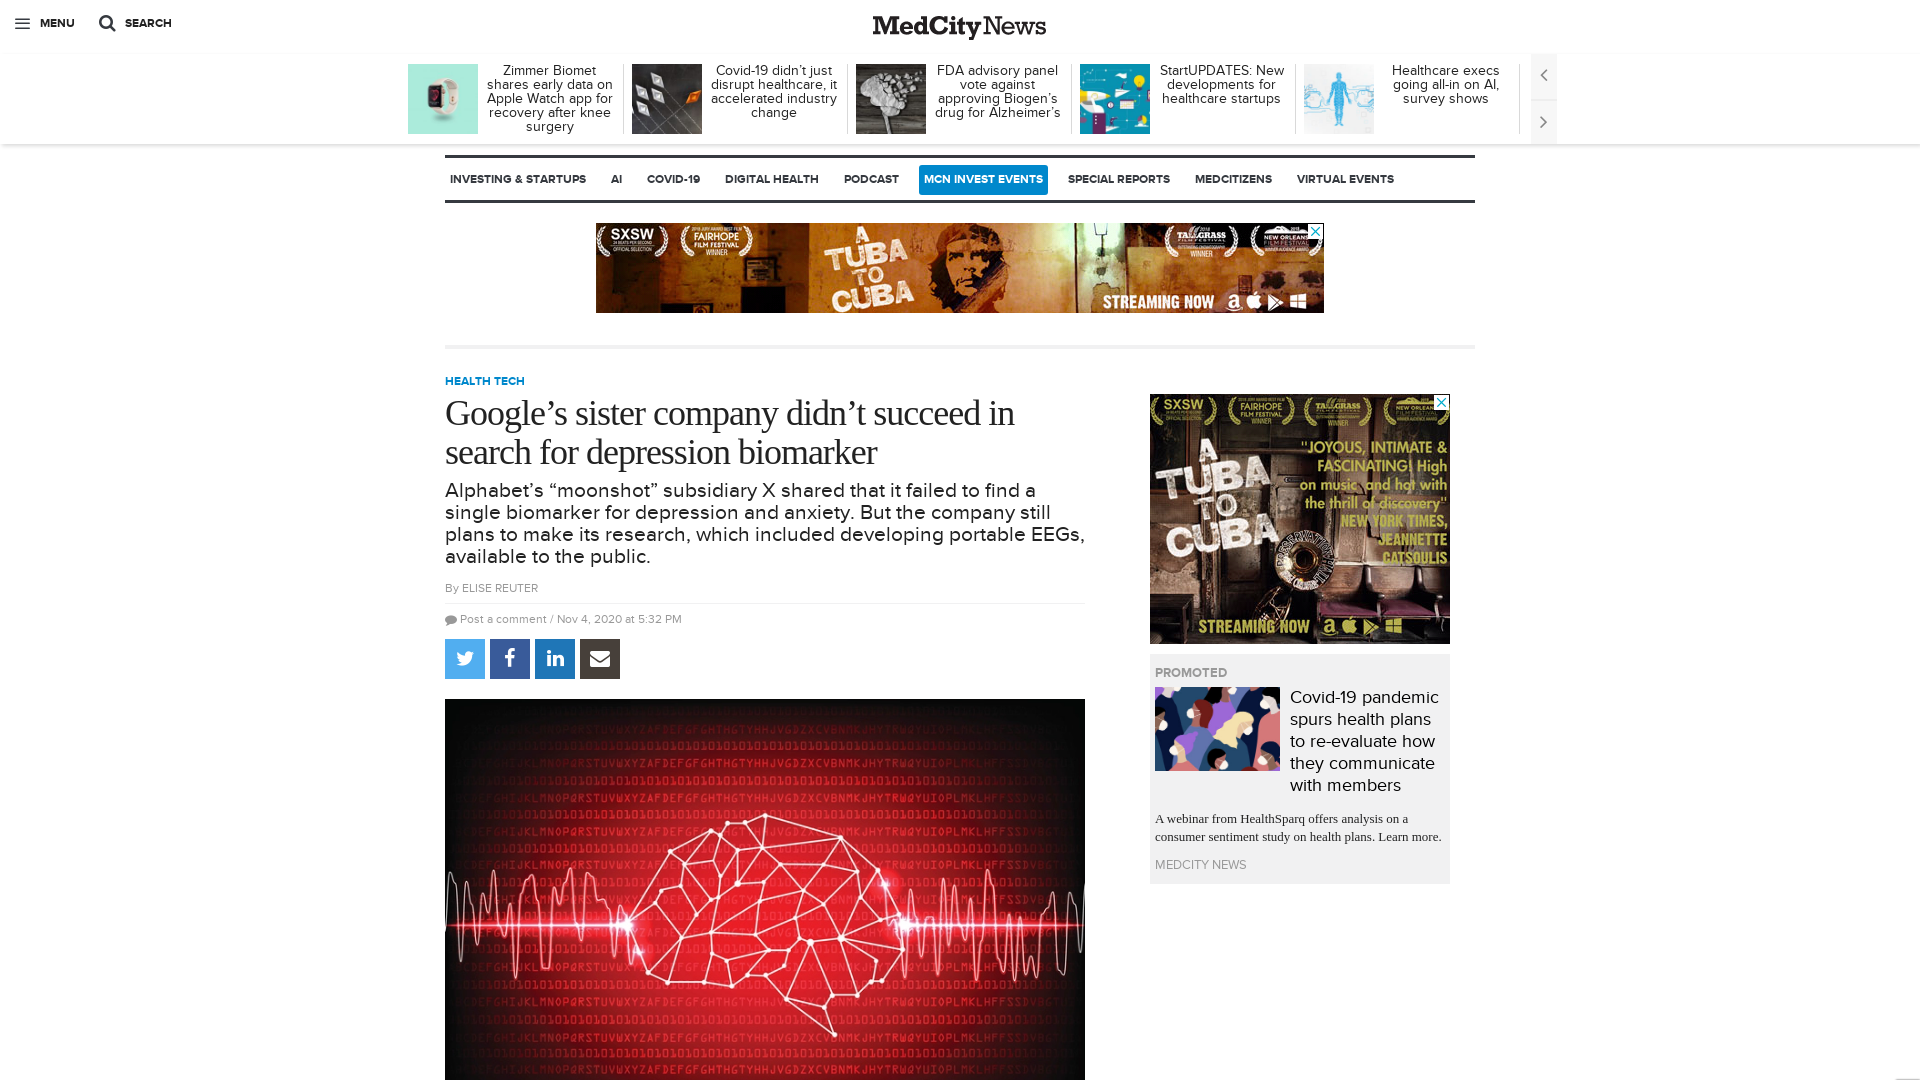 MENU
SEARCH
MedCity News
Zimmer Biomet
shares early data on
Apple Watch app for
recovery after knee
surgery
Covid-19 didn’t just
disrupt healthcare, it
accelerated industry
change
FDA advisory panel
vote against
approving Biogen’s
drug for Alzheimer’s
StartUPDATES: New
developments for
healthcare startups
Healthcare execs
going all-in on AI,
survey shows
INVESTING & STARTUPS
AI
COVID-19
DIGITAL HEALTH
PODCAST
MCN INVEST EVENTS
SPECIAL REPORTS
MEDCITIZENS
VIRTUAL EVENTS
SXSW
FAIRHOPE
FILM FESTIVAL
WINNER
A
TUBA
TO
CUBA
TALLGRASS
FILM FESTIVAL
WINNER
NEW ORLEANS
FILM FESTIVAL
STREAMING NOW
HEALTH TECH
Google’s sister company didn’t succeed in
search for depression biomarker
Alphabet’s “moonshot” subsidiary X shared that it failed to find a
single biomarker for depression and anxiety. But the company still
plans to make its research, which included developing portable EEGs,
available to the public.
By ELISE REUTER
Post a comment / Nov 4, 2020 at 5:32 PM
SXSW
FAIRHOPE
FILM FESTIVAL
WINNER
TALLGRASS
FILM FESTIVAL
WINNER
NEW ORLEANS
FILM FESTIVAL
A
TUBA
TO
CUBA
"JOYOUS, INTIMATE &
FASCINATING! High
on music, and hot with
the thrill of discovery"
NEW YORK TIMES,
JEANNETTE
CATSOULIS
PRESERVATION
STREAMING NOW
PROMOTED
Covid-19 pandemic
spurs health plans
to re-evaluate how
they communicate
with members
A webinar from HealthSparq offers analysis on a
consumer sentiment study on health plans. Learn more.
MEDCITY NEWS